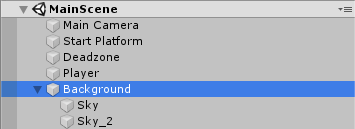 MainScene
Main Camera
Start Platform
Deadzone
Player
Background
Sky
Sky_2